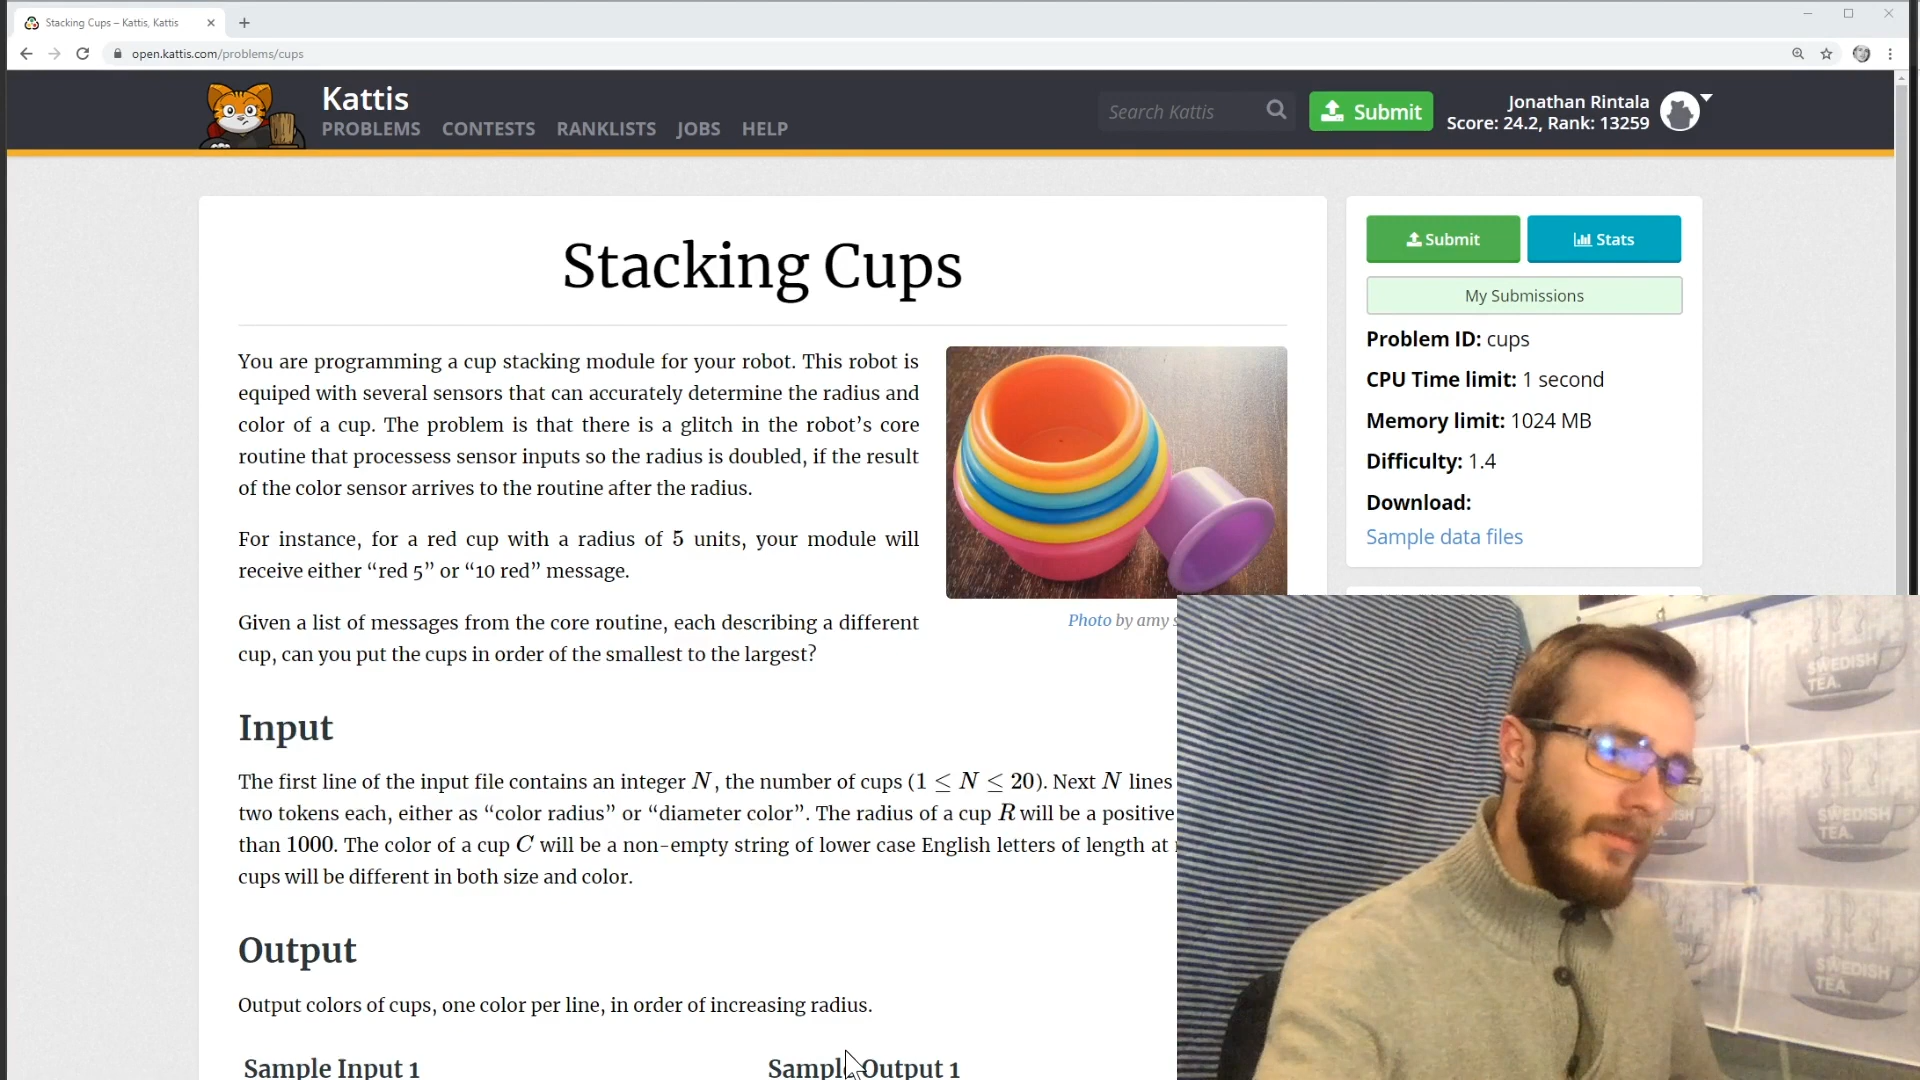 Stacking Cups – Kattis, Kattis
open.kattis.com/problems/cups
Kattis
PROBLEMS CONTESTS RANKLISTS JOBS HELP
Search Kattis
Submit
Jonathan Rintala
Score: 24.2, Rank: 13259
Stacking Cups
You are programming a cup stacking module for your robot. This robot is
equiped with several sensors that can accurately determine the radius and
color of a cup. The problem is that there is a glitch in the robot’s core
routine that processess sensor inputs so the radius is doubled, if the result
of the color sensor arrives to the routine after the radius.
For instance, for a red cup with a radius of 5 units, your module will
receive either “red 5” or “10 red” message.
Given a list of messages from the core routine, each describing a different
cup, can you put the cups in order of the smallest to the largest?
Photo by amy s
Input
The first line of the input file contains an integer N, the number of cups (1 ≤ N ≤ 20). Next N lines
two tokens each, either as “color radius” or “diameter color”. The radius of a cup R will be a positive
than 1000. The color of a cup C will be a non-empty string of lower case English letters of length at
cups will be different in both size and color.
Output
Output colors of cups, one color per line, in order of increasing radius.
Sample Input 1
Sample Output 1
Submit
Stats
My Submissions
Problem ID: cups
CPU Time limit: 1 second
Memory limit: 1024 MB
Difficulty: 1.4
Download:
Sample data files
SWEDISH
TEA.
SWEDISH
TEA.
SWEDISH
TEA.